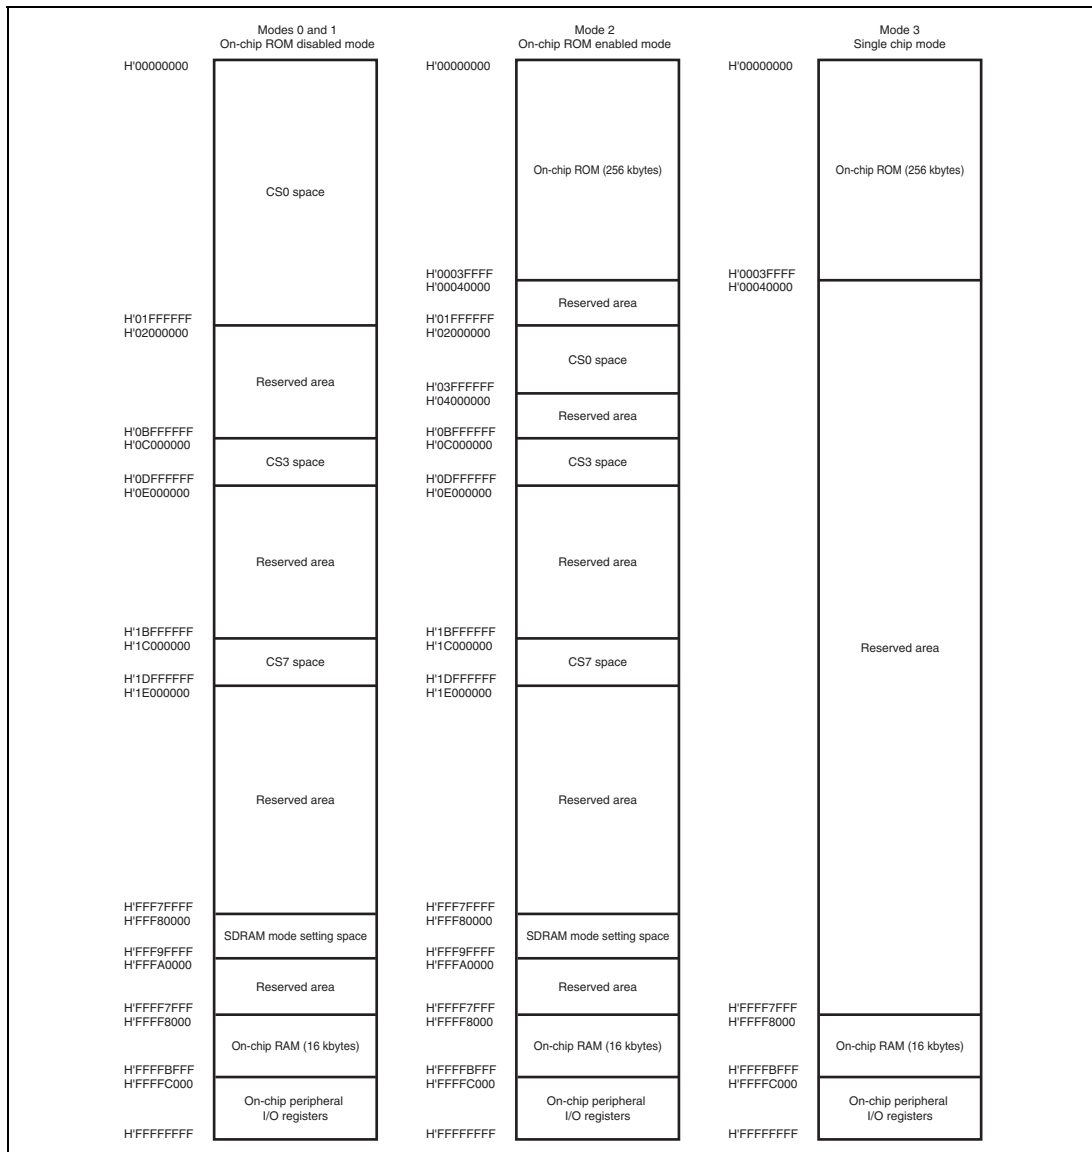 Modes 0 and 1
On-chip ROM disabled mode
H'00000000
CS0 space
H'01FFFFFF
H'02000000
Reserved area
H'0BFFFFFF
H'0C000000
CS3 space
H'0DFFFFFF
H'0E000000
Reserved area
H'1BFFFFFF
H'1C000000
CS7 space
H'1DFFFFFF
H'1E000000
Reserved area
H'FFF7FFFF
H'FFF80000
SDRAM mode setting space
H'FFF9FFFF
H'FFFA0000
Reserved area
H'FFFF7FFF
H'FFFF8000
On-chip RAM (16 kbytes)
H'FFFFBFFF
H'FFFFC000
On-chip peripheral
I/O registers
H'FFFFFFFF
Mode 2
On-chip ROM enabled mode
H'00000000
On-chip ROM (256 kbytes)
H'0003FFFF
H'00040000
Reserved area
H'01FFFFFF
H'02000000
CS0 space
H'03FFFFFF
H'04000000
Reserved area
H'0BFFFFFF
H'0C000000
CS3 space
H'0DFFFFFF
H'0E000000
Reserved area
H'1BFFFFFF
H'1C000000
CS7 space
H'1DFFFFFF
H'1E000000
Reserved area
H'FFF7FFFF
H'FFF80000
SDRAM mode setting space
H'FFF9FFFF
H'FFFA0000
Reserved area
H'FFFF7FFF
H'FFFF8000
On-chip RAM (16 kbytes)
H'FFFFBFFF
H'FFFFC000
On-chip peripheral
I/O registers
H'FFFFFFFF
Mode 3
Single chip mode
H'00000000
On-chip ROM (256 kbytes)
H'0003FFFF
H'00040000
Reserved area
H'FFFF7FFF
H'FFFF8000
On-chip RAM (16 kbytes)
H'FFFFBFFF
H'FFFFC000
On-chip peripheral
I/O registers
H'FFFFFFFF